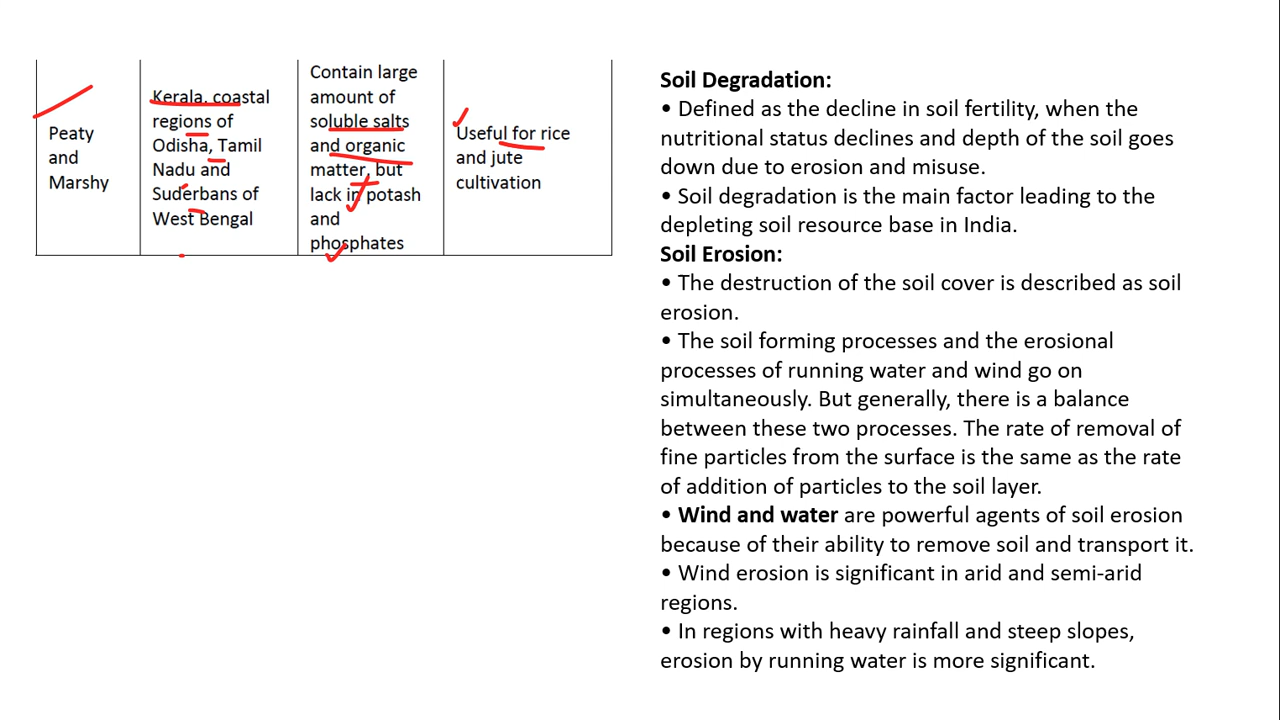 Peaty
and
Marshy
Kerala, coastal
regions of
Odisha, Tamil
Nadu and
Suderbans of
West Bengal
Contain large
amount of
soluble salts
and organic
matter, but
lack in potash
and
phosphates
Useful for rice
and jute
cultivation
Soil Degradation:
• Defined as the decline in soil fertility, when the
nutritional status declines and depth of the soil goes
down due to erosion and misuse.
• Soil degradation is the main factor leading to the
depleting soil resource base in India.
Soil Erosion:
• The destruction of the soil cover is described as soil
erosion.
• The soil forming processes and the erosional
processes of running water and wind go on
simultaneously. But generally, there is a balance
between these two processes. The rate of removal of
fine particles from the surface is the same as the rate
of addition of particles to the soil layer.
• Wind and water are powerful agents of soil erosion
because of their ability to remove soil and transport it.
• Wind erosion is significant in arid and semi-arid
regions.
• In regions with heavy rainfall and steep slopes,
erosion by running water is more significant.